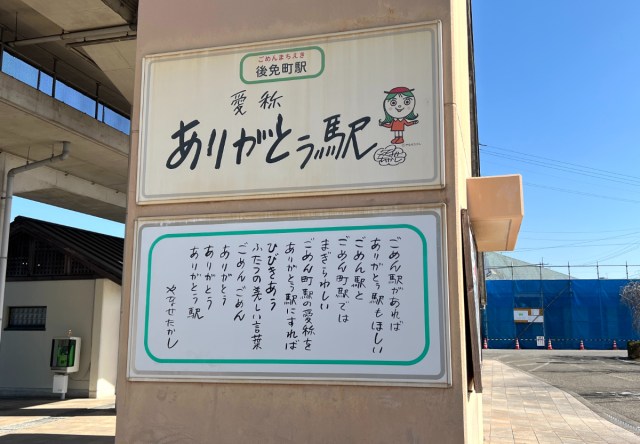 ごめんまちえき
後免町駅
愛称
ありがとう駅
ごめん駅があれば
ありがとう駅もほしい
ごめん駅と
ごめん町駅では
まぎらわしい
ごめん町駅の愛称を
ありがとう駅にすれば
ひびきあう
ふたつの美しい言葉
ごめんごめん
ありがとう
ありがとう
ありがとう駅
やなせたかし